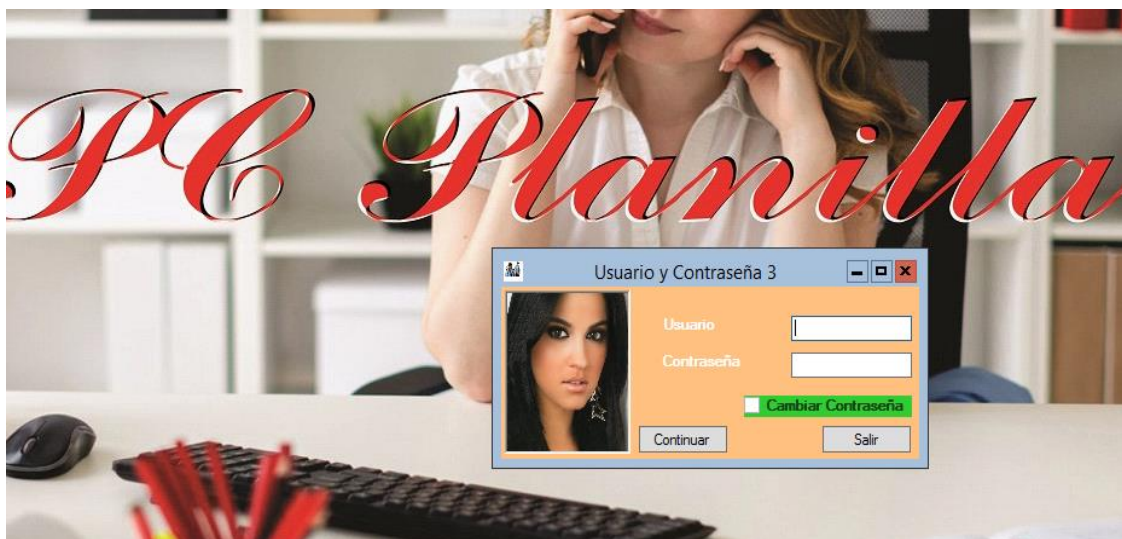 PC Planilla
Usuario y Contraseña 3
Usuario
Contraseña
Cambiar Contraseña
Continuar
Salir